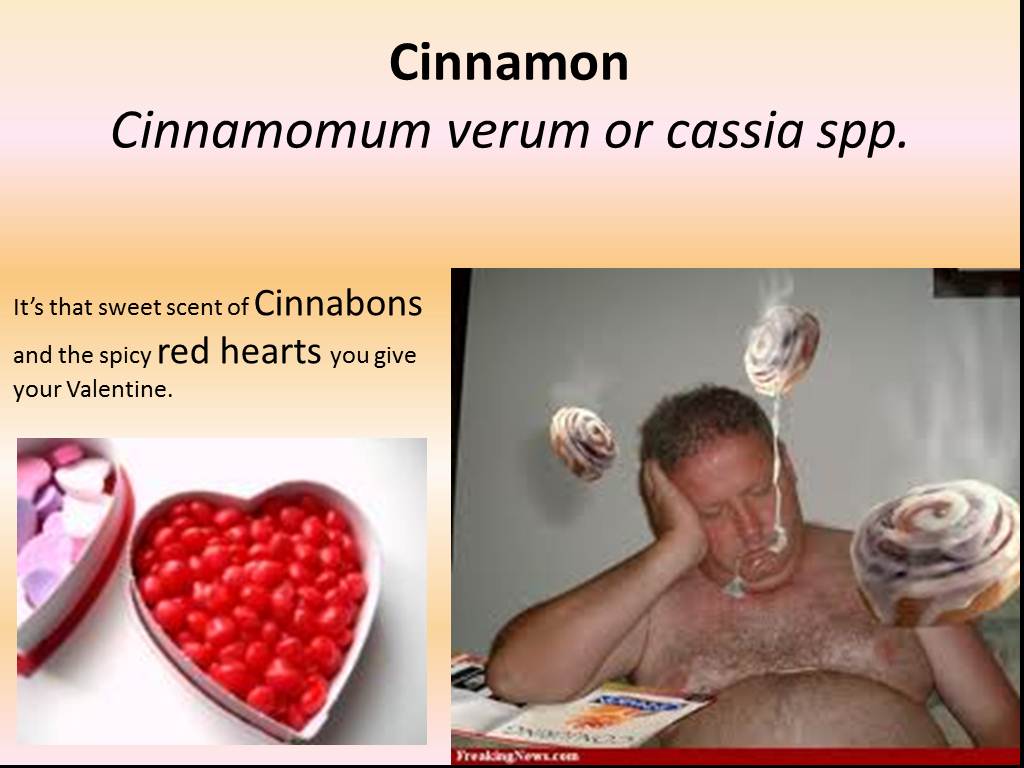 Cinnamon
Cinnamomum verum or cassia spp.
It’s that sweet scent of Cinnabons
and the spicy red hearts you give
your Valentine.
FreakingNews.com